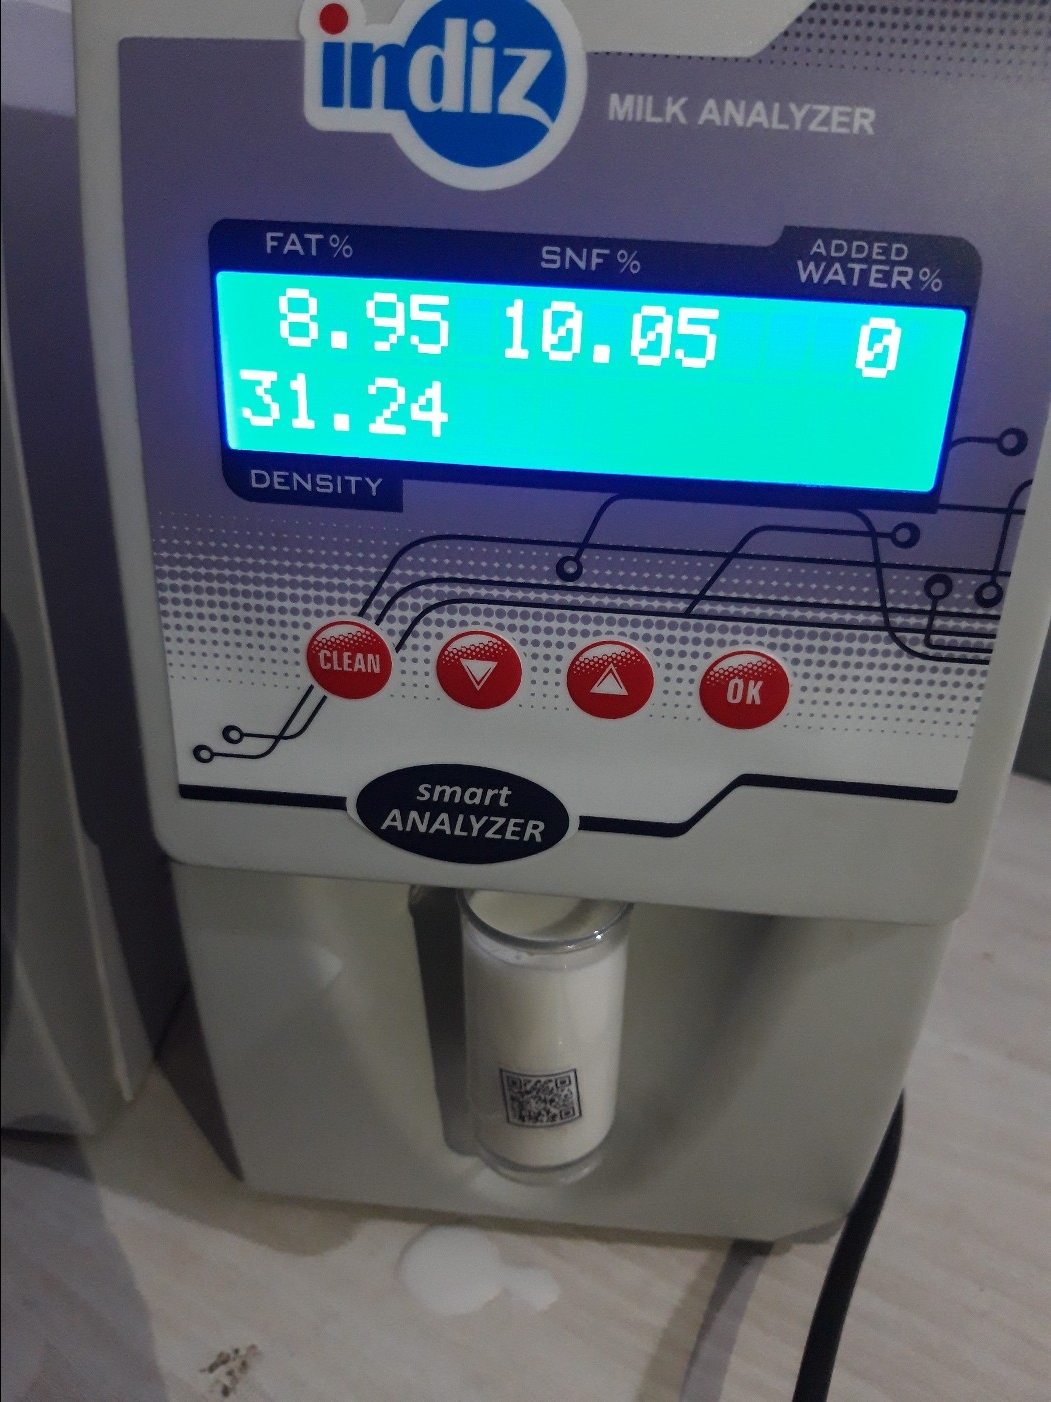 indiz
MILK ANALYZER
FAT% SNF% ADDED WATER%
8.95 10.05 0
31.24
DENSITY
CLEAN OK
smart
ANALYZER